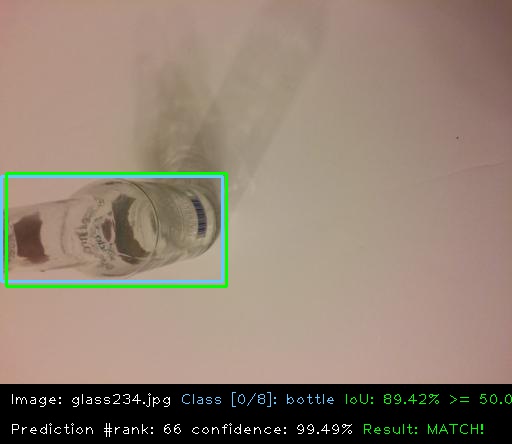 Image: glass234.jpg Class [0/8]: bottle IoU: 89.42% >= 50.0
Prediction #rank: 66 confidence: 99.49% Result: MATCH!